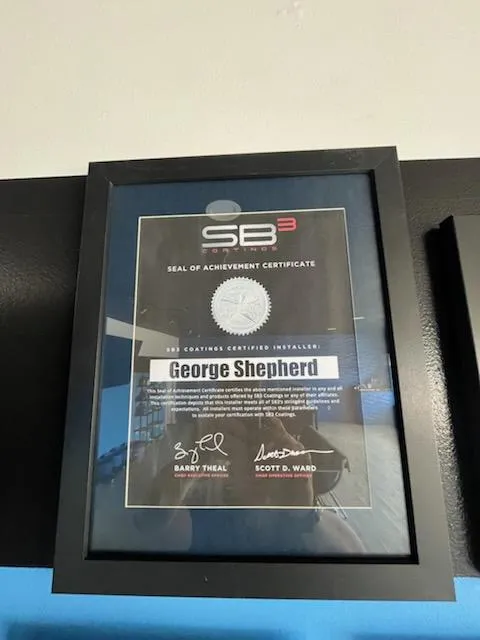 SB3
COATINGS
SEAL OF ACHIEVEMENT CERTIFICATE
SB3 COATINGS CERTIFIED INSTALLER:
George Shepherd
This Seal of Achievement Certificate certifies the above mentioned installer in any and all
installation techniques and products offered by SB3 Coatings or any of their affiliates.
This certification depicts that this installer meets all of SB3's stringent guidelines and
expectations. All installers must operate within these parameters
to sustain your certification with SB3 Coatings.
BARRY THEAL
CHIEF EXECUTIVE OFFICER
SCOTT D. WARD
CHIEF OPERATIVE OFFICER